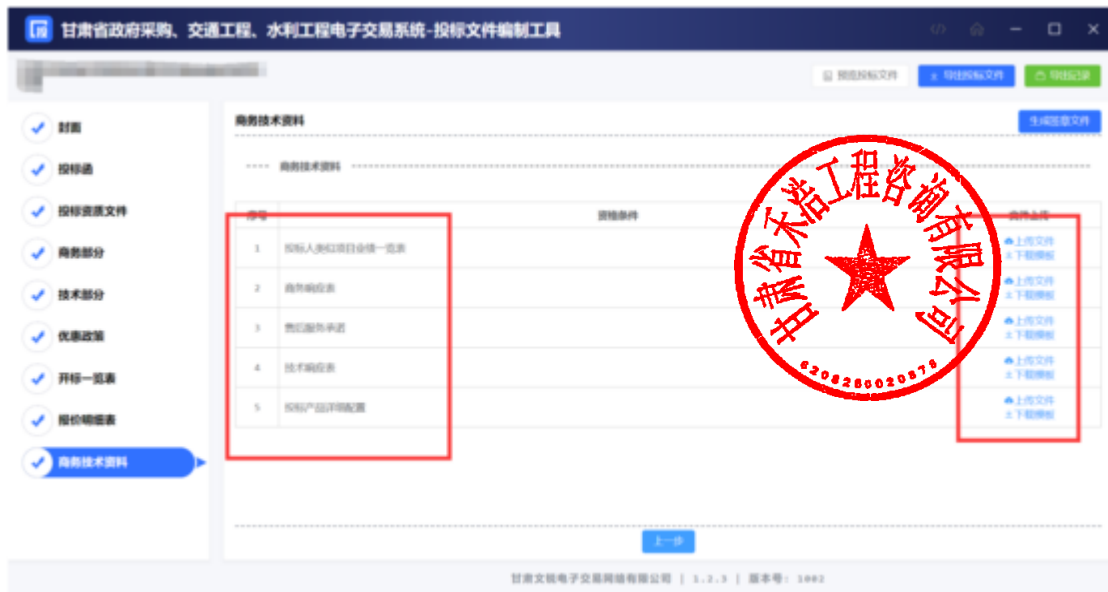 甘肃省政府采购、交通工程、水利工程电子交易系统-投标文件编制工具
预览投标文件
导出投标文件
导出记录
封面
投标函
投标资质文件
商务部分
技术部分
优惠政策
开标一览表
报价明细表
商务技术资料
商务技术资料
生成签章文件
商务技术资料
序号 资格条件 文件上传
1 投标人类似项目业绩一览表 上传文件
下载模板
2 商务响应表 上传文件
下载模板
3 售后服务承诺 上传文件
下载模板
4 技术响应表 上传文件
下载模板
5 投标产品详细配置 上传文件
下载模板
甘肃省禾浩工程咨询有限公司
6208260020876
上一步
甘肃文锐电子交易网络有限公司 | 1.2.3 | 版本号: 1002